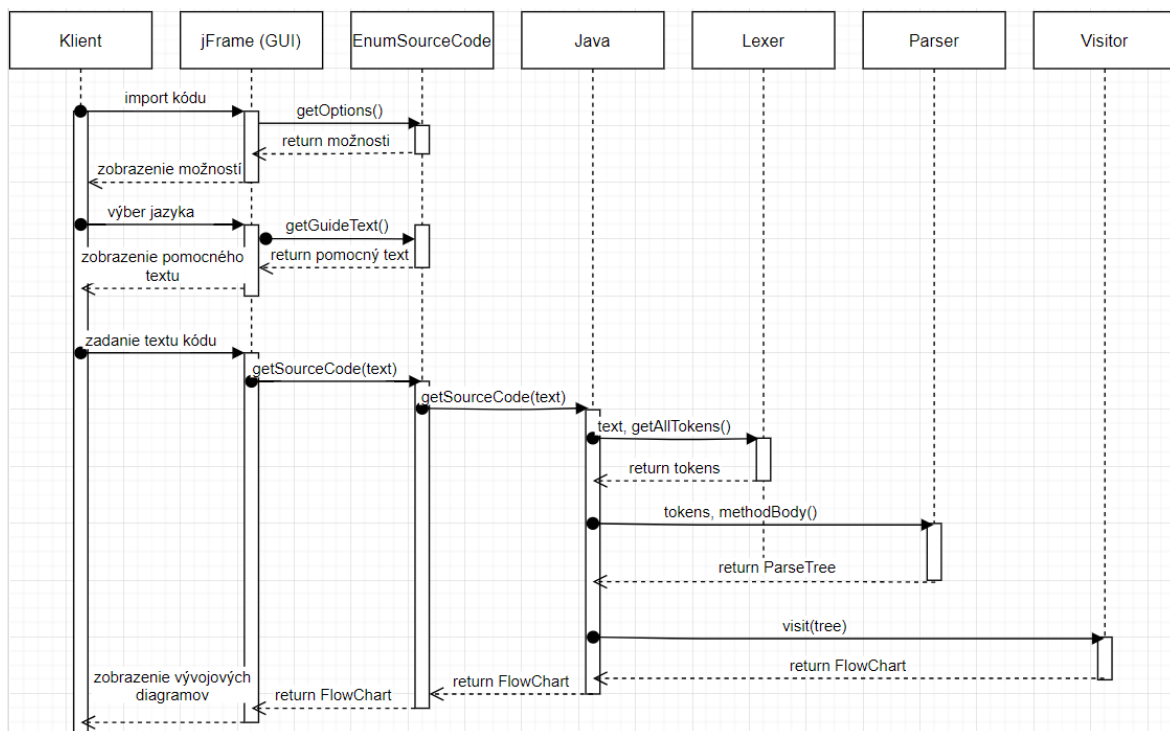 Klient
jFrame (GUI)
EnumSourceCode
Java
Lexer
Parser
Visitor
import kódu
getOptions()
return možnosti
zobrazenie možností
výber jazyka
getGuideText()
return pomocný text
zobrazenie pomocného
textu
zadanie textu kódu
getSourceCode(text)
getSourceCode(text)
text, getAllTokens()
return tokens
tokens, methodBody()
return ParseTree
visit(tree)
return FlowChart
return FlowChart
return FlowChart
zobrazenie vývojových
diagramov